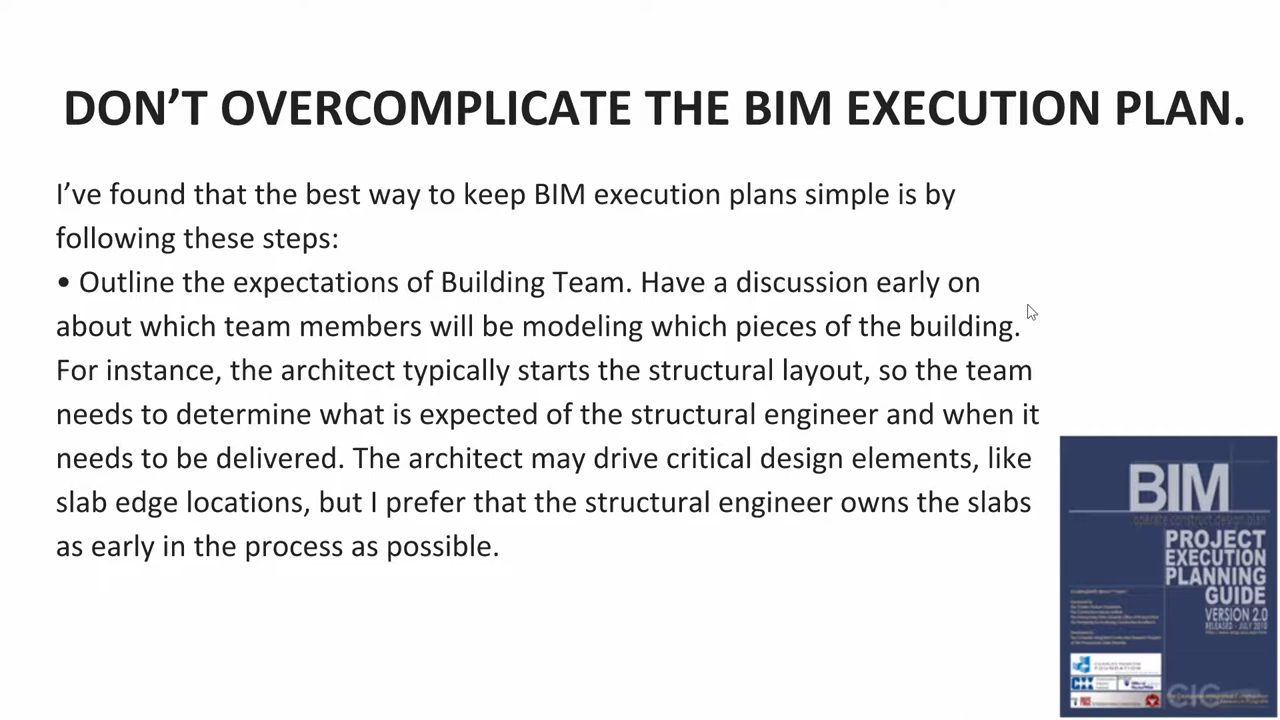 DON’T OVERCOMPLICATE THE BIM EXECUTION PLAN.
I’ve found that the best way to keep BIM execution plans simple is by
following these steps:
• Outline the expectations of Building Team. Have a discussion early on
about which team members will be modeling which pieces of the building.
For instance, the architect typically starts the structural layout, so the team
needs to determine what is expected of the structural engineer and when it
needs to be delivered. The architect may drive critical design elements, like
slab edge locations, but I prefer that the structural engineer owns the slabs
as early in the process as possible.
BIM
PROJECT
EXECUTION
PLANNING
GUIDE
VERSION 2.0
RELEASED - JULY 2010
CIC